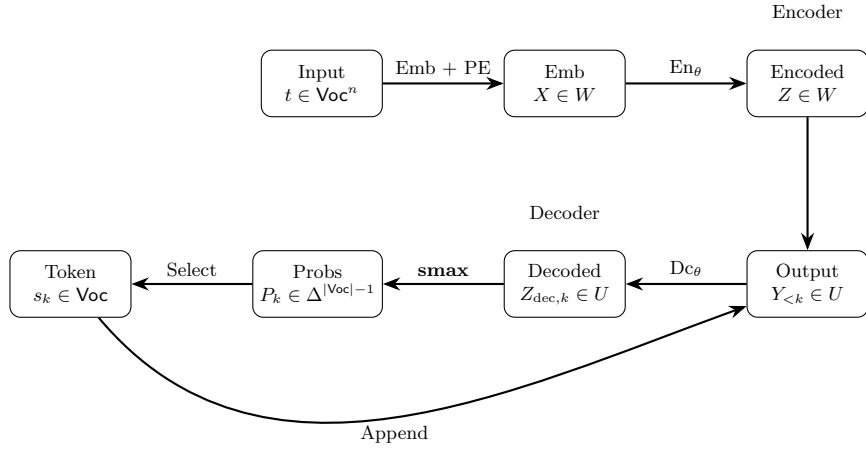 Encoder
Input
t ∈ Vocⁿ
Emb + PE
Emb
X ∈ W
En_θ
Encoded
Z ∈ W
Decoder
Token
s_k ∈ Voc
Select
Probs
P_k ∈ Δ^{|Voc|−1}
smax
Decoded
Z_{dec,k} ∈ U
Dc_θ
Output
Y_{<k} ∈ U
Append